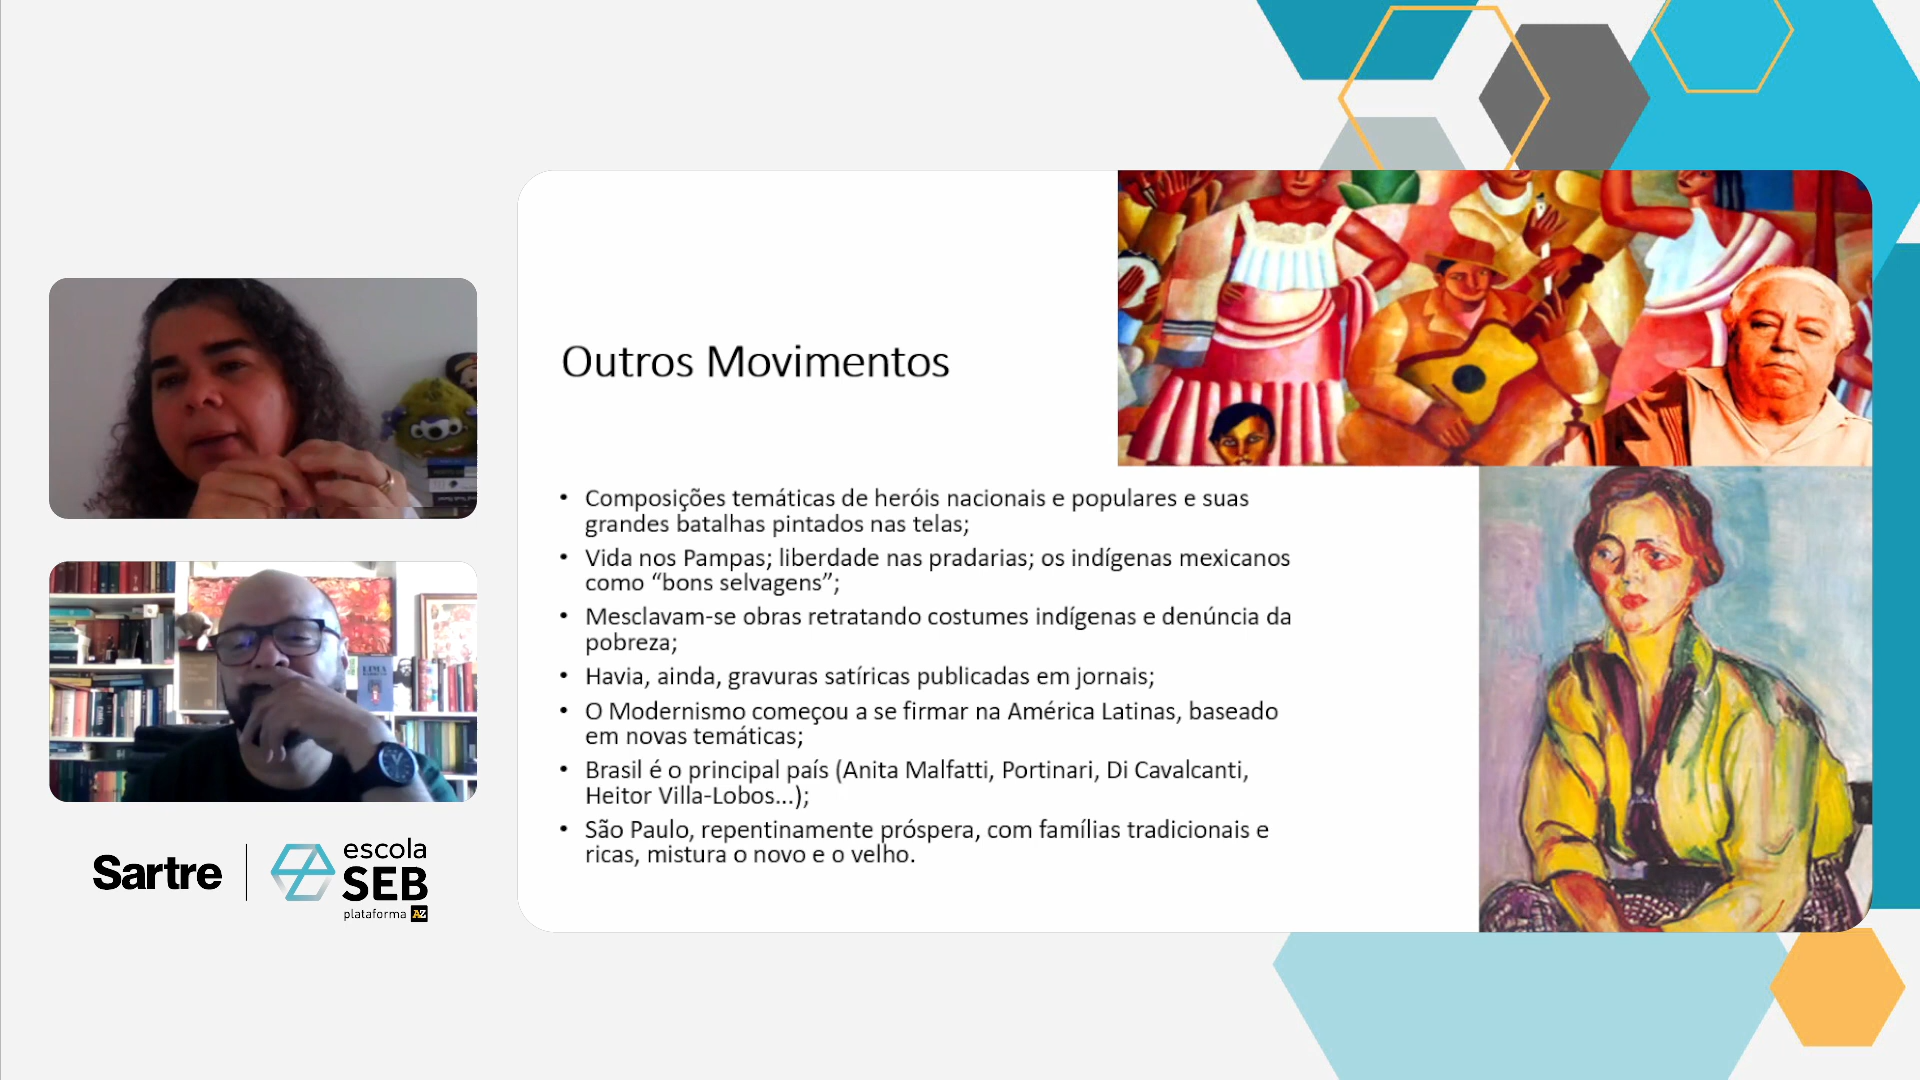 Outros Movimentos
• Composições temáticas de heróis nacionais e populares e suas
grandes batalhas pintados nas telas;
• Vida nos Pampas; liberdade nas pradarias; os indígenas mexicanos
como “bons selvagens”;
• Mesclavam-se obras retratando costumes indígenas e denúncia da
pobreza;
• Havia, ainda, gravuras satíricas publicadas em jornais;
• O Modernismo começou a se firmar na América Latinas, baseado
em novas temáticas;
• Brasil é o principal país (Anita Malfatti, Portinari, Di Cavalcanti,
Heitor Villa-Lobos...);
• São Paulo, repentinamente próspera, com famílias tradicionais e
ricas, mistura o novo e o velho.
Sartre
escola
SEB
plataforma AZ